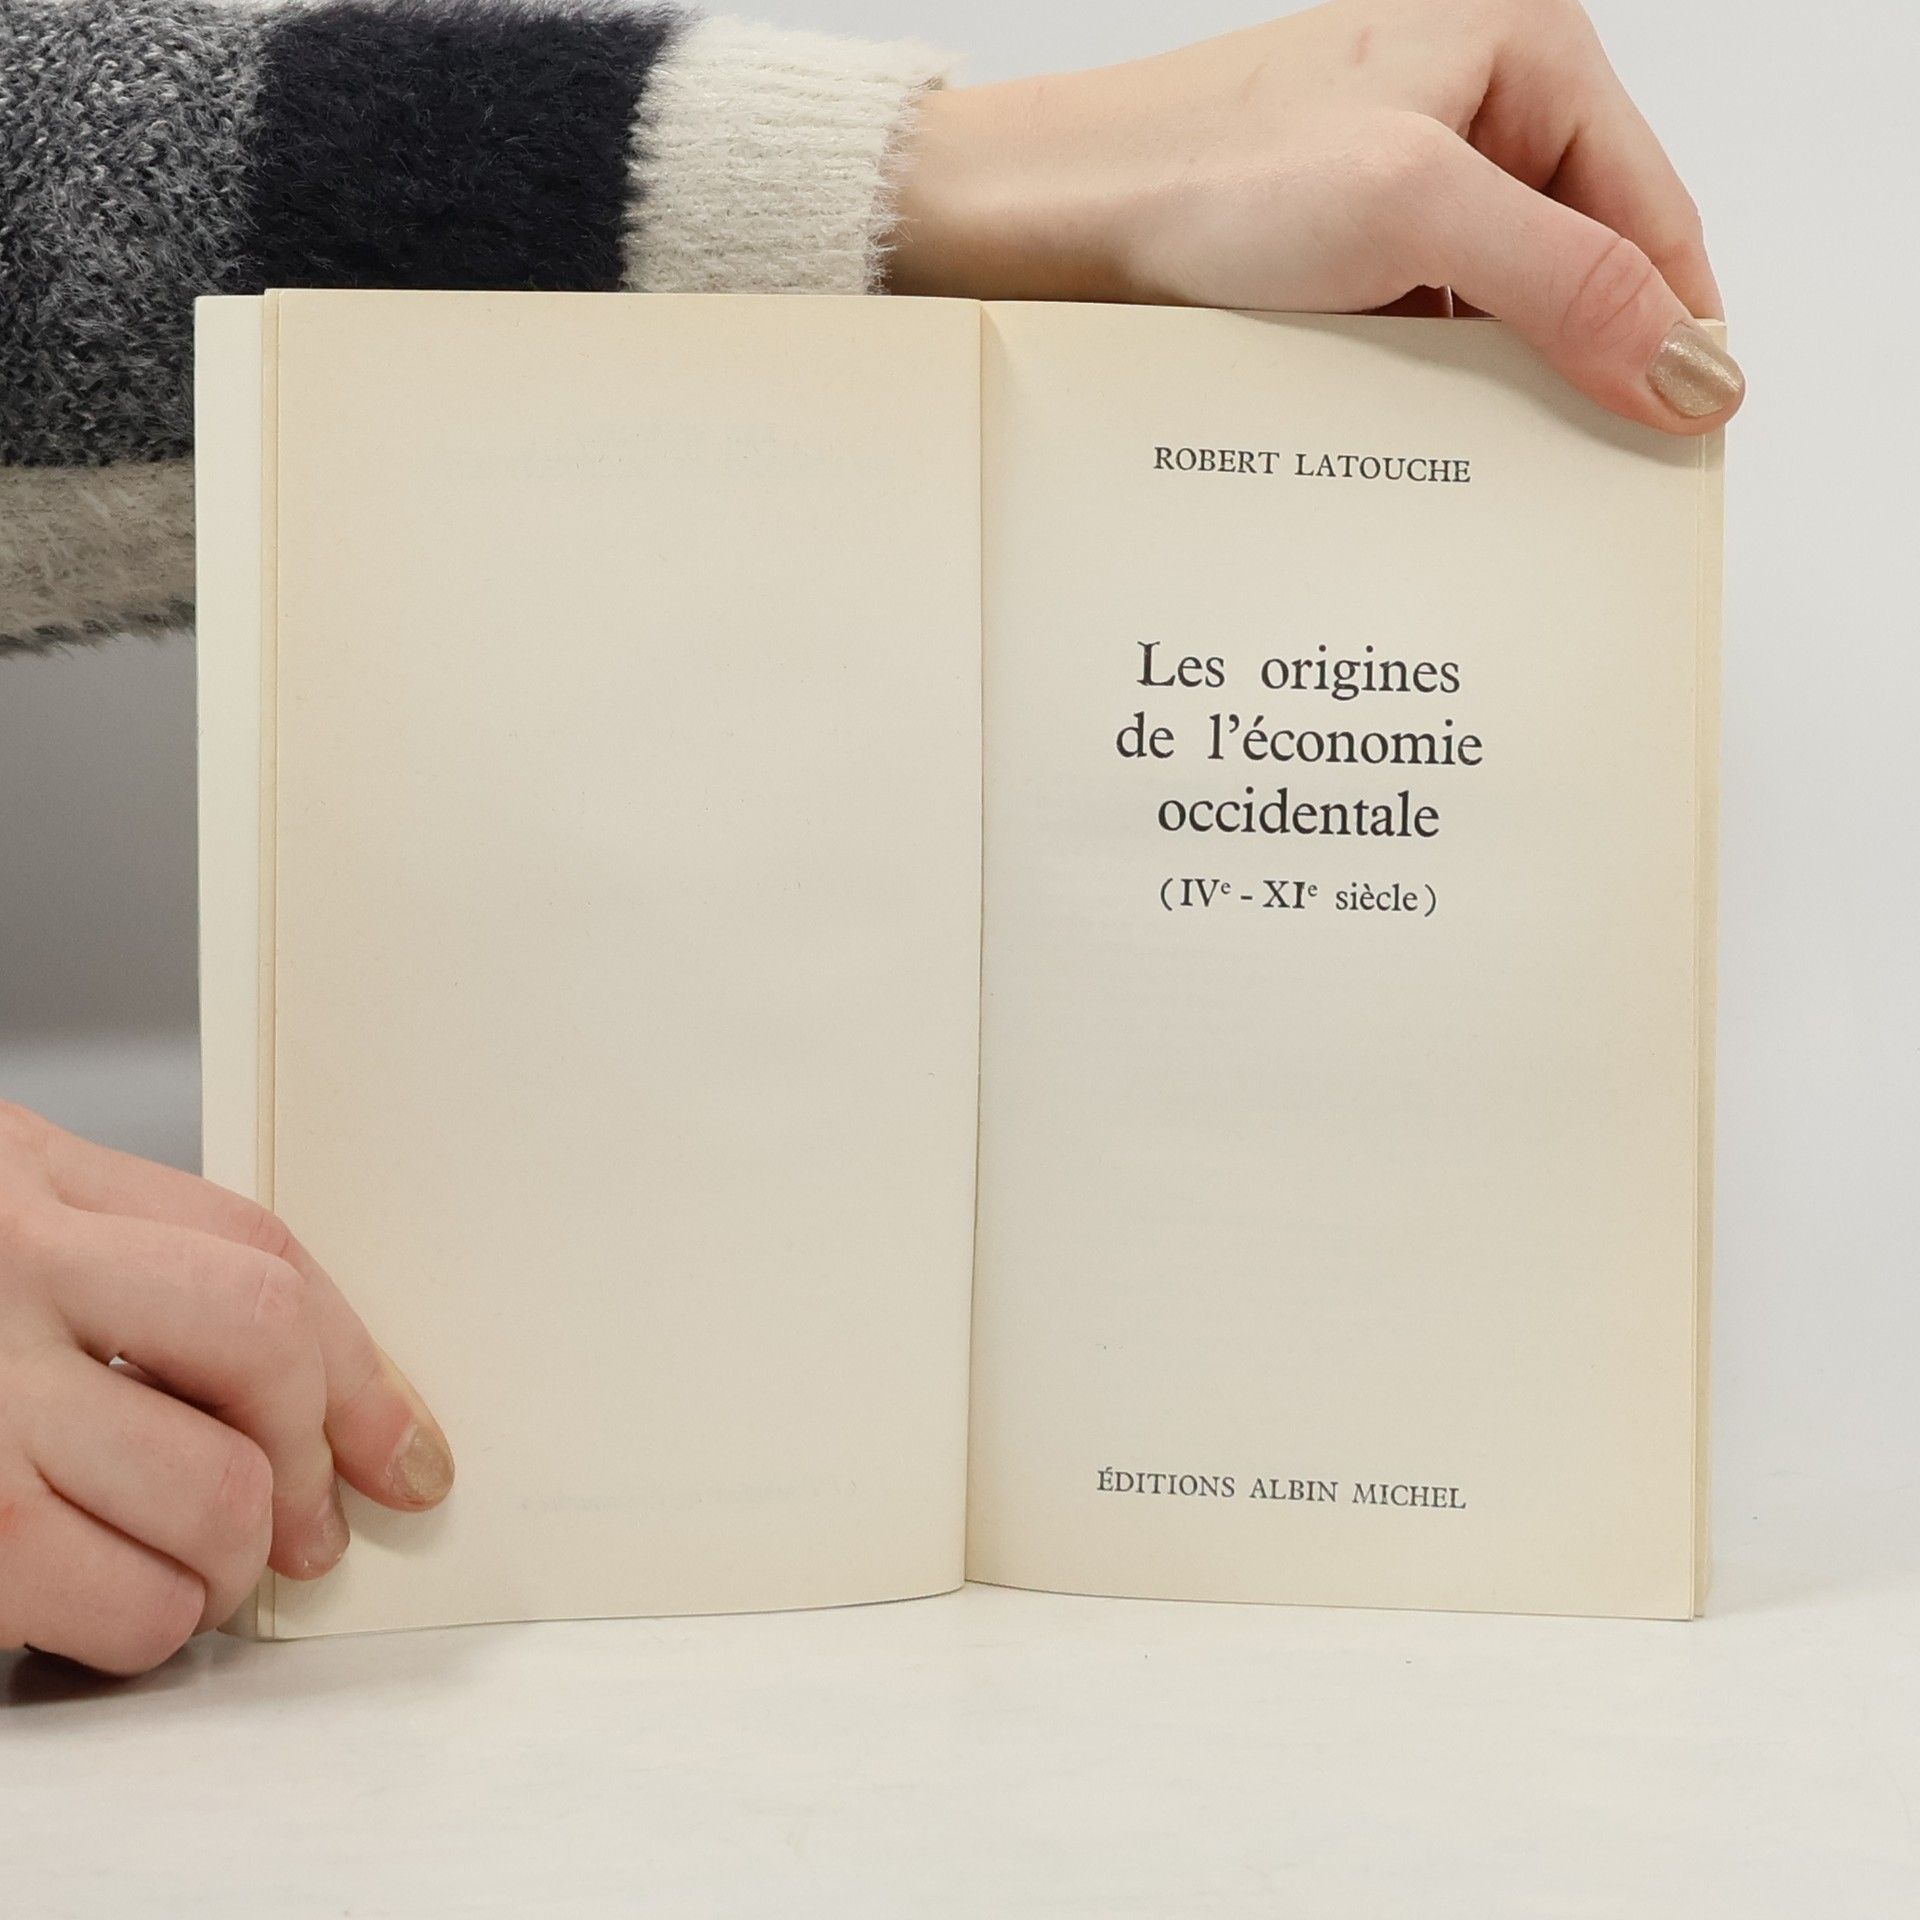 ROBERT LATOUCHE
Les origines
de l’économie
occidentale
(IVᵉ - XIᵉ siècle)
ÉDITIONS ALBIN MICHEL